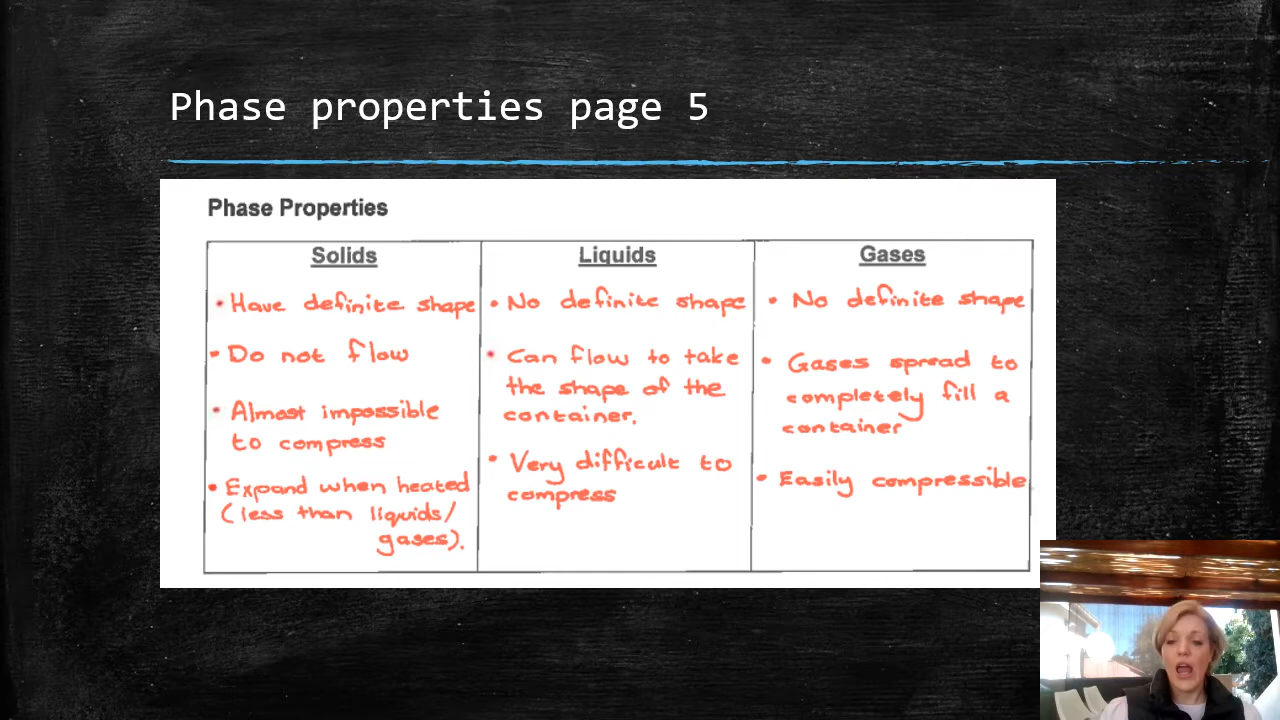 Phase properties page 5
Phase Properties
Solids
• Have definite shape
• Do not flow
• Almost impossible
to compress
• Expand when heated
(less than liquids/
gases).
Liquids
• No definite shape
• Can flow to take
the shape of the
container.
• Very difficult to
compress
Gases
• No definite shape
• Gases spread to
completely fill a
container
• Easily compressible